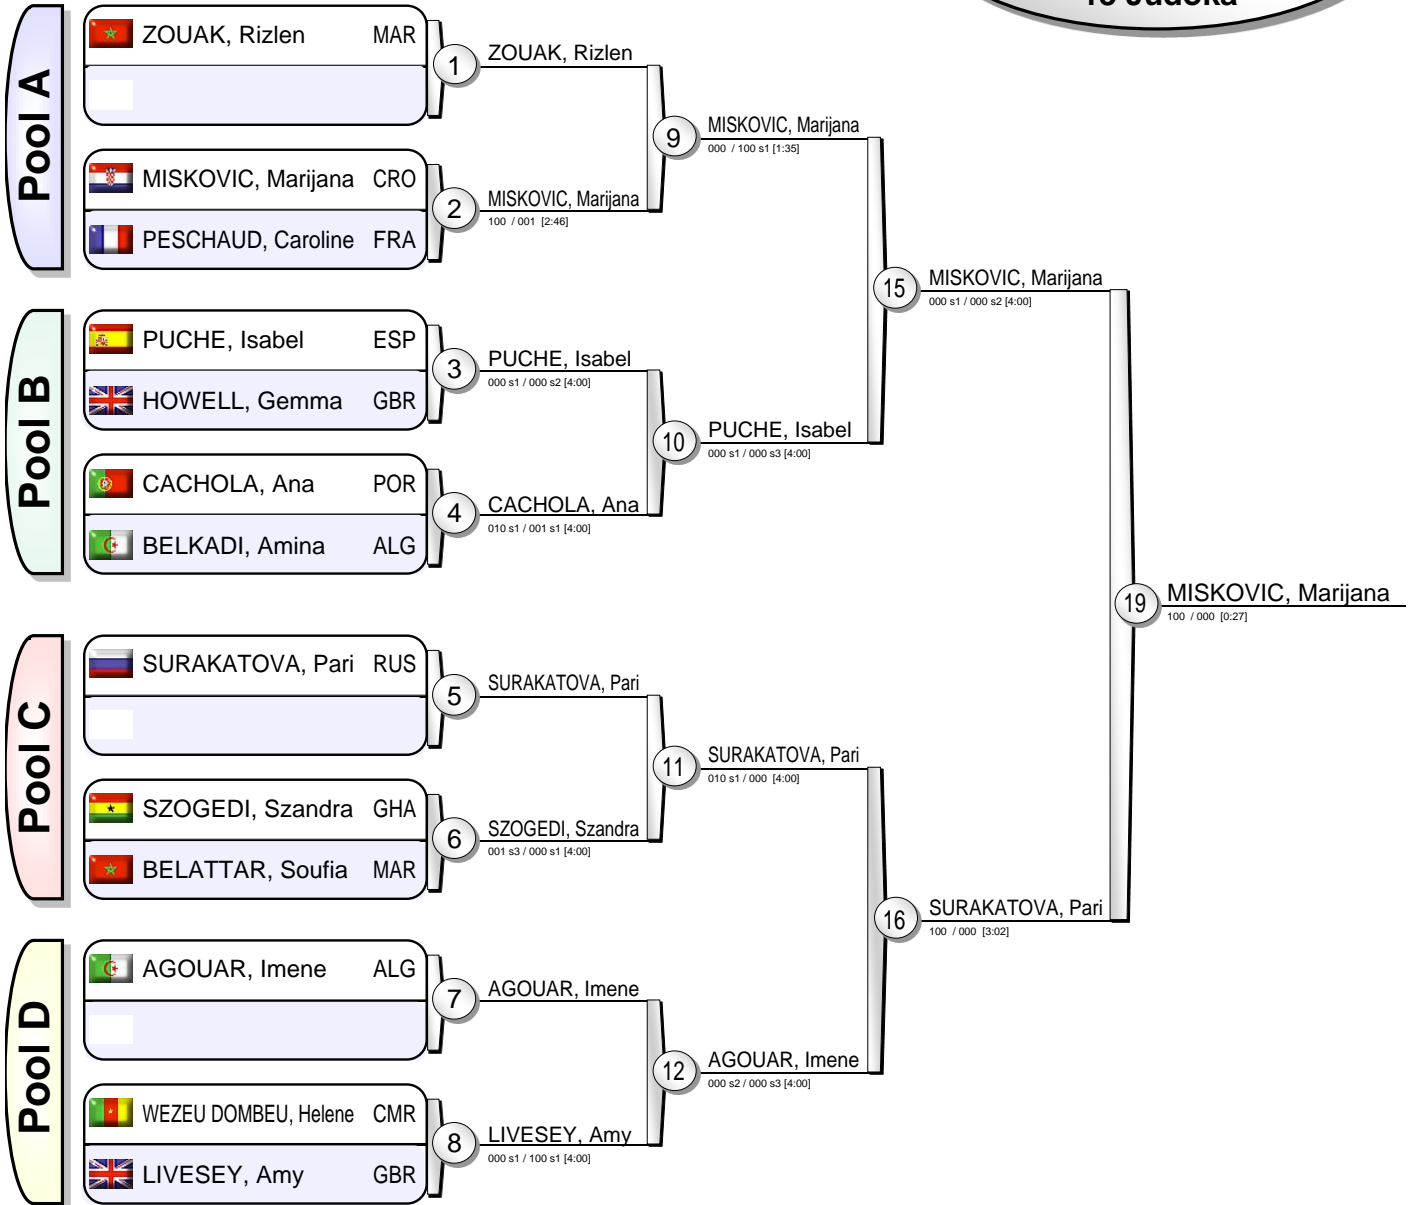 13 Judoka
Pool A
ZOUAK, Rizlen MAR
MISKOVIC, Marijana CRO
PESCHAUD, Caroline FRA
1
ZOUAK, Rizlen
2
MISKOVIC, Marijana
100 / 001 [2:46]
9
MISKOVIC, Marijana
000 / 100 s1 [1:35]
Pool B
PUCHE, Isabel ESP
HOWELL, Gemma GBR
CACHOLA, Ana POR
BELKADI, Amina ALG
3
PUCHE, Isabel
000 s1 / 000 s2 [4:00]
4
CACHOLA, Ana
010 s1 / 001 s1 [4:00]
10
PUCHE, Isabel
000 s1 / 000 s3 [4:00]
15
MISKOVIC, Marijana
000 s1 / 000 s2 [4:00]
Pool C
SURAKATOVA, Pari RUS
SZOGEDI, Szandra GHA
BELATTAR, Soufia MAR
5
SURAKATOVA, Pari
6
SZOGEDI, Szandra
001 s3 / 000 s1 [4:00]
11
SURAKATOVA, Pari
010 s1 / 000 [4:00]
Pool D
AGOUAR, Imene ALG
WEZEU DOMBEU, Helene CMR
LIVESEY, Amy GBR
7
AGOUAR, Imene
8
LIVESEY, Amy
000 s1 / 100 s1 [4:00]
12
AGOUAR, Imene
000 s2 / 000 s3 [4:00]
16
SURAKATOVA, Pari
100 / 000 [3:02]
19
MISKOVIC, Marijana
100 / 000 [0:27]